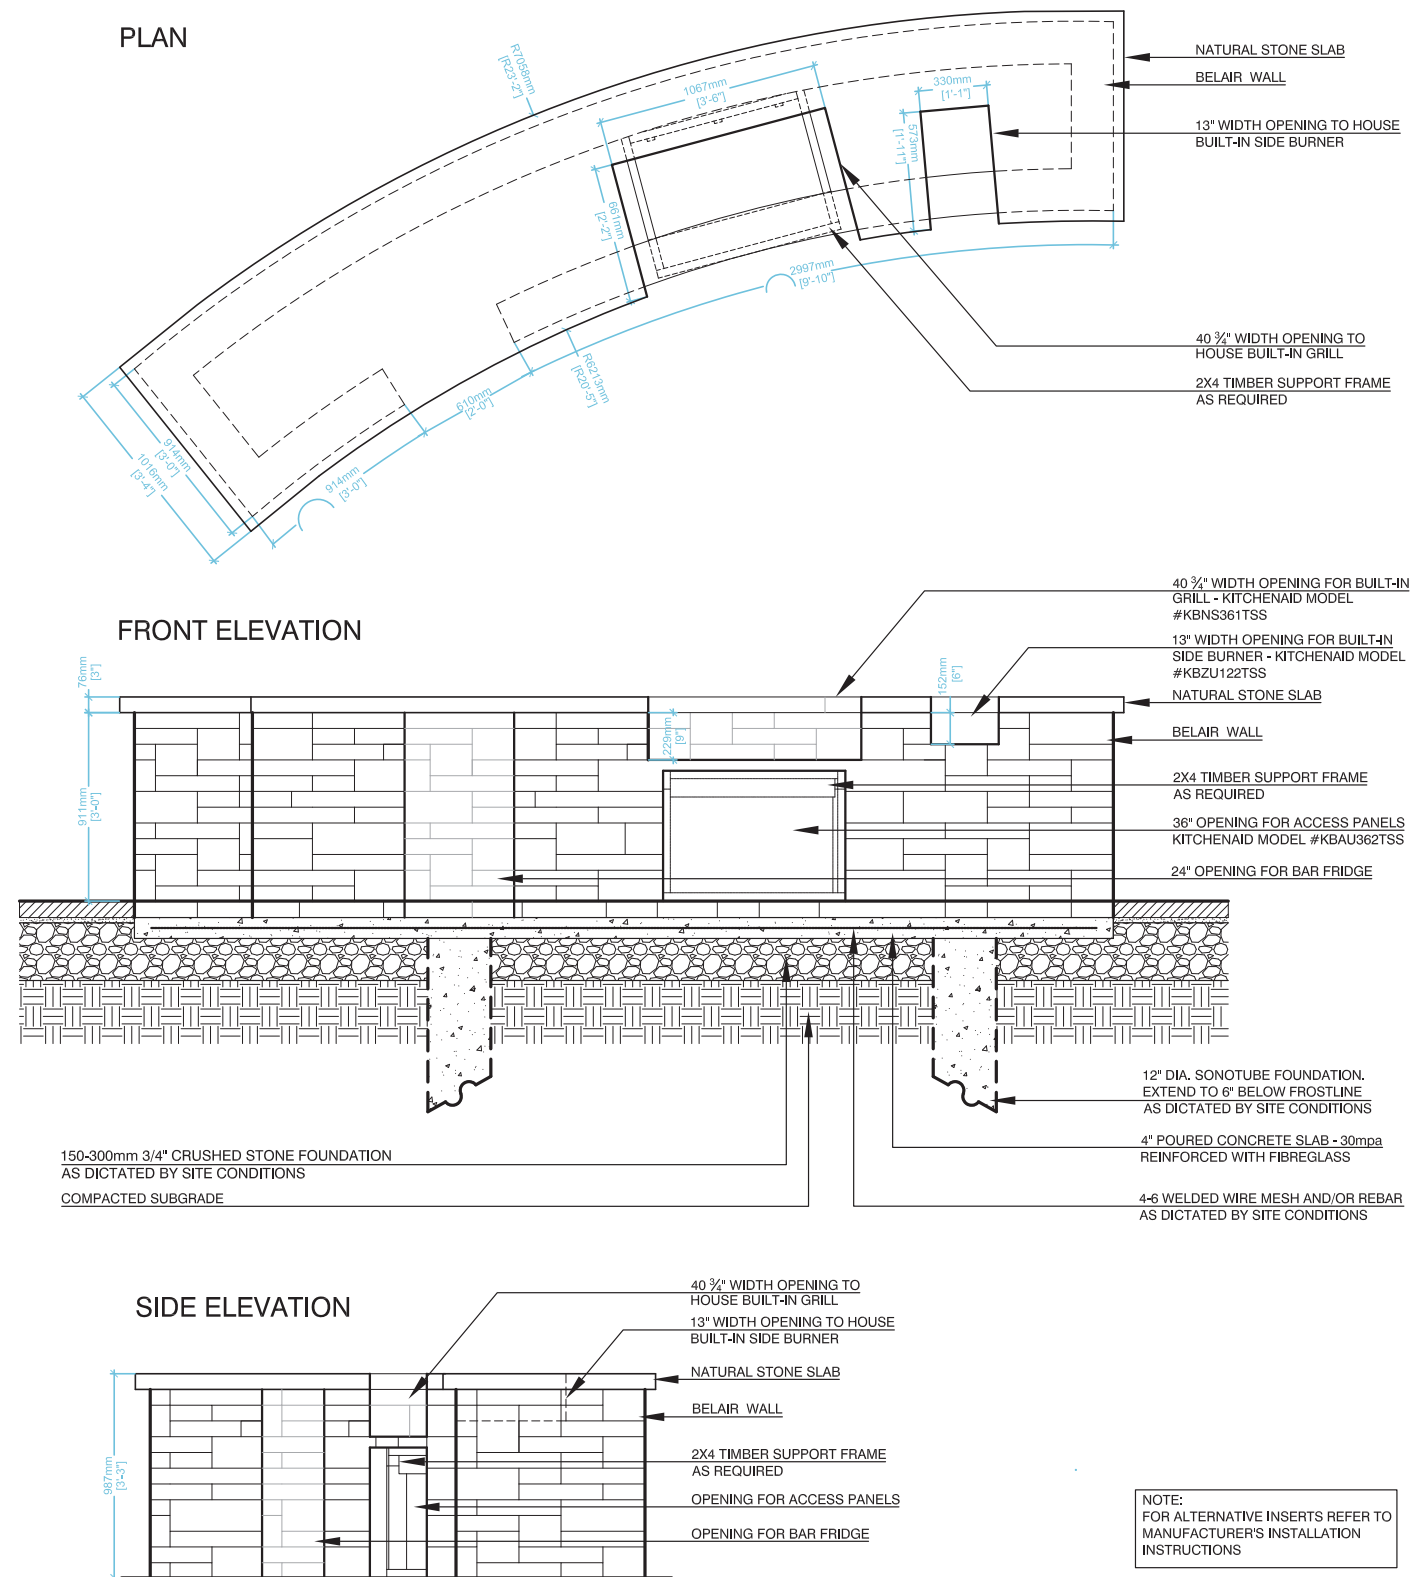 PLAN
R7058mm
[R23'-2"]
1067mm
[3'-6"]
330mm
[1'-1"]
573mm
[1'-11"]
661mm
[2'-2"]
2997mm
[9'-10"]
R6213mm
[R20'-5"]
610mm
[2'-0"]
914mm
[3'-0"]
914mm
[3'-0"]
1016mm
[3'-4"]
NATURAL STONE SLAB
BELAIR WALL
13" WIDTH OPENING TO HOUSE
BUILT-IN SIDE BURNER
40 ¾" WIDTH OPENING TO
HOUSE BUILT-IN GRILL
2X4 TIMBER SUPPORT FRAME
AS REQUIRED
FRONT ELEVATION
76mm
[3"]
911mm
[3'-0"]
229mm
[9"]
152mm
[6"]
40 ¾" WIDTH OPENING FOR BUILT-IN
GRILL - KITCHENAID MODEL
#KBNS361TSS
13" WIDTH OPENING FOR BUILT-IN
SIDE BURNER - KITCHENAID MODEL
#KBZU122TSS
NATURAL STONE SLAB
BELAIR WALL
2X4 TIMBER SUPPORT FRAME
AS REQUIRED
36" OPENING FOR ACCESS PANELS
KITCHENAID MODEL #KBAU362TSS
24" OPENING FOR BAR FRIDGE
12" DIA. SONOTUBE FOUNDATION.
EXTEND TO 6" BELOW FROSTLINE
AS DICTATED BY SITE CONDITIONS
4" POURED CONCRETE SLAB - 30mpa
REINFORCED WITH FIBREGLASS
4-6 WELDED WIRE MESH AND/OR REBAR
AS DICTATED BY SITE CONDITIONS
150-300mm 3/4" CRUSHED STONE FOUNDATION
AS DICTATED BY SITE CONDITIONS
COMPACTED SUBGRADE
SIDE ELEVATION
987mm
[3'-3"]
40 ¾" WIDTH OPENING TO
HOUSE BUILT-IN GRILL
13" WIDTH OPENING TO HOUSE
BUILT-IN SIDE BURNER
NATURAL STONE SLAB
BELAIR WALL
2X4 TIMBER SUPPORT FRAME
AS REQUIRED
OPENING FOR ACCESS PANELS
OPENING FOR BAR FRIDGE
NOTE:
FOR ALTERNATIVE INSERTS REFER TO
MANUFACTURER'S INSTALLATION
INSTRUCTIONS